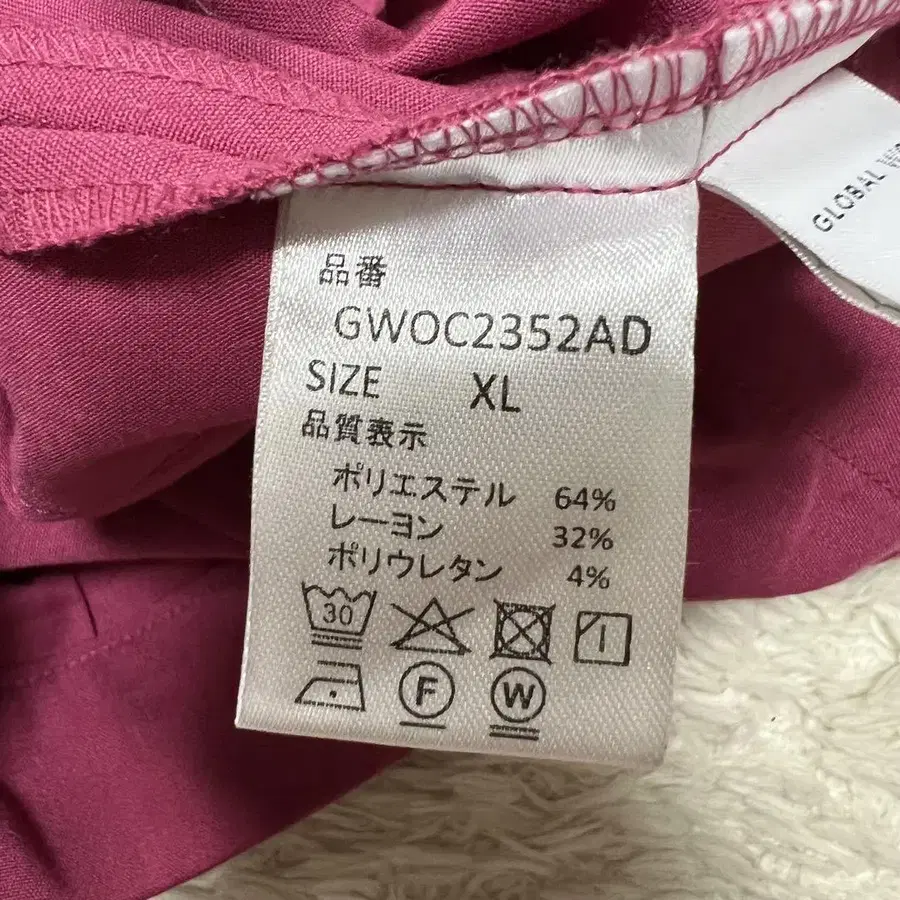 品番
GWOC2352AD
SIZE XL
品質表示
ポリエステル 64%
レーヨン 32%
ポリウレタン 4%
30
F W
GLOBAL